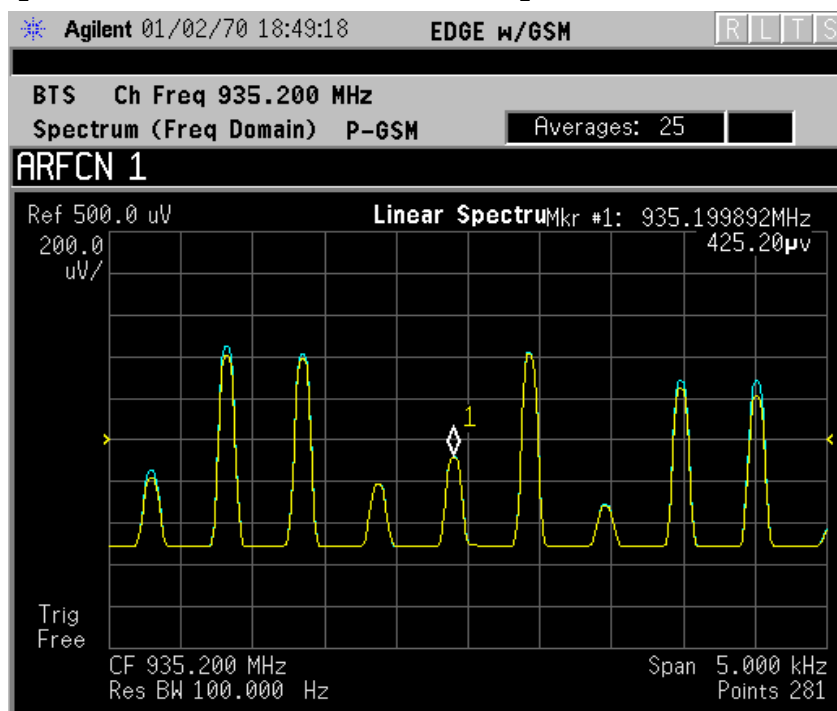 Agilent 01/02/70 18:49:18 EDGE w/GSM R L T S
BTS Ch Freq 935.200 MHz
Spectrum (Freq Domain) P-GSM Averages: 25
ARFCN 1
Ref 500.0 uV Linear Spectru Mkr #1: 935.199892MHz
200.0 425.20µv
uV/
1
Trig
Free
CF 935.200 MHz Span 5.000 kHz
Res BW 100.000 Hz Points 281